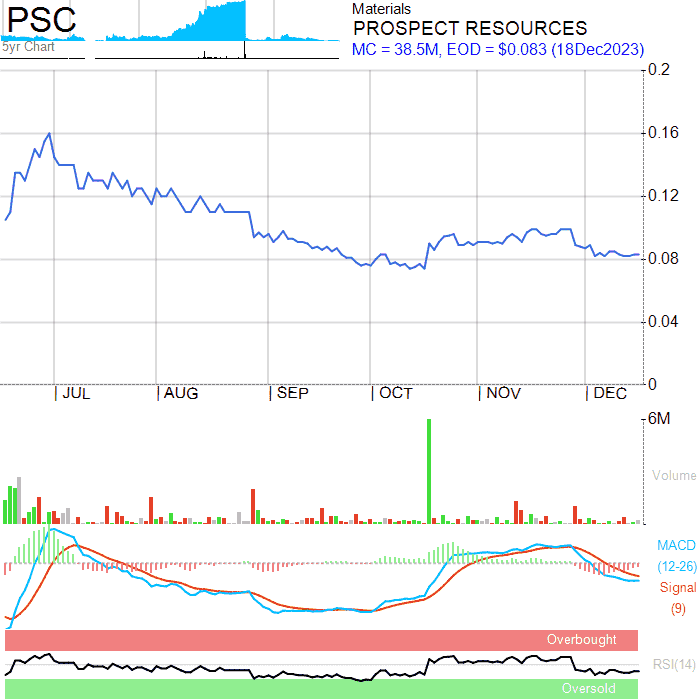 PSC
5yr Chart
Materials
PROSPECT RESOURCES
MC = 38.5M, EOD = $0.083 (18Dec2023)
0.2
0.16
0.12
0.08
0.04
0
JUL AUG SEP OCT NOV DEC
6M
Volume
MACD
(12-26)
Signal
(9)
Overbought
RSI(14)
Oversold